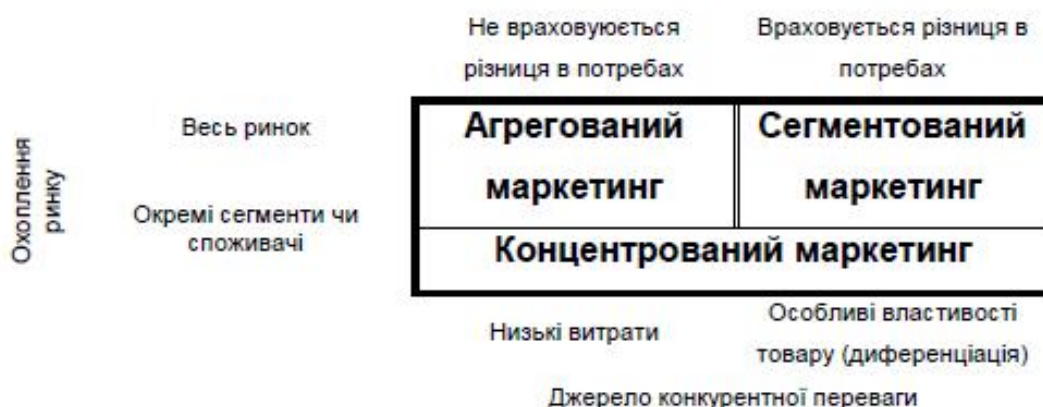 Не враховуюється
різниця в потребах
Враховується різниця в
потребах
Охоплення
ринку
Весь ринок
Агрегований
маркетинг
Сегментований
маркетинг
Окремі сегменти чи
споживачі
Концентрований маркетинг
Низькі витрати
Особливі властивості
товару (диференціація)
Джерело конкурентної переваги